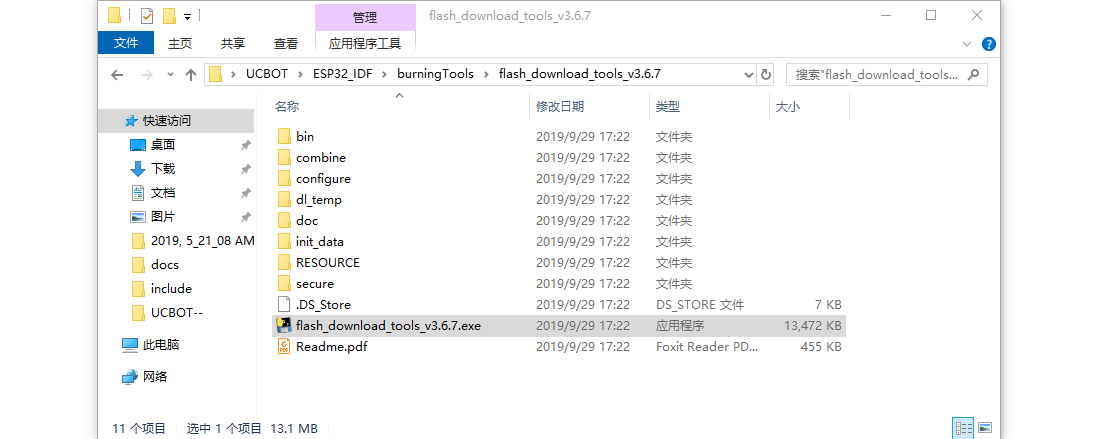 管理
flash_download_tools_v3.6.7
文件 主页 共享 查看 应用程序工具
UCBOT ESP32_IDF burningTools flash_download_tools_v3.6.7
搜索"flash_download_tools...
名称 修改日期 类型 大小
快速访问
桌面
下载
文档
图片
2019, 5_21_08 AM
docs
include
UCBOT--
此电脑
网络
bin 2019/9/29 17:22 文件夹
combine 2019/9/29 17:22 文件夹
configure 2019/9/29 17:22 文件夹
dl_temp 2019/9/29 17:22 文件夹
doc 2019/9/29 17:22 文件夹
init_data 2019/9/29 17:22 文件夹
RESOURCE 2019/9/29 17:22 文件夹
secure 2019/9/29 17:22 文件夹
.DS_Store 2019/9/29 17:22 DS_STORE 文件 7 KB
flash_download_tools_v3.6.7.exe 2019/9/29 17:22 应用程序 13,472 KB
Readme.pdf 2019/9/29 17:22 Foxit Reader PD... 455 KB
11 个项目 选中 1 个项目 13.1 MB